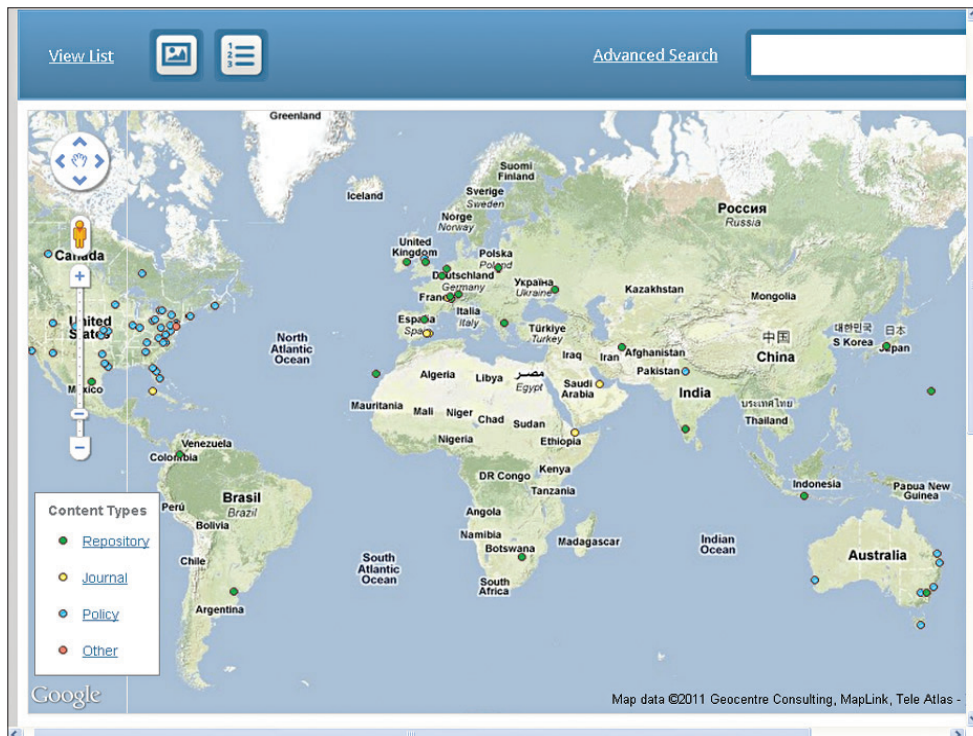 View List
1
2
3
Advanced Search
Greenland
Iceland
Suomi
Finland
Sverige
Sweden
Norge
Norway
Россия
Russia
Canada
United
Kingdom
Polska
Poland
Deutschland
Germany
Україна
Ukraine
Kazakhstan
Mongolia
France
Italia
Italy
España
Spain
Türkiye
Turkey
United
States
North
Atlantic
Ocean
中国
China
대한민국
S Korea
日本
Japan
Iraq
Iran
Afghanistan
Pakistan
Algeria
Libya
مصر
Egypt
Saudi
Arabia
India
ประเทศไทย
Thailand
México
Mauritania
Mali
Niger
Chad
Sudan
Nigeria
Ethiopia
Venezuela
Colombia
DR Congo
Kenya
Tanzania
Indonesia
Papua New
Guinea
Perú
Brasil
Brazil
Bolivia
Angola
Namibia
Botswana
Madagascar
Indian
Ocean
Australia
Chile
South
Atlantic
Ocean
South
Africa
Argentina
Content Types
Repository
Journal
Policy
Other
Google
Map data ©2011 Geocentre Consulting, MapLink, Tele Atlas -